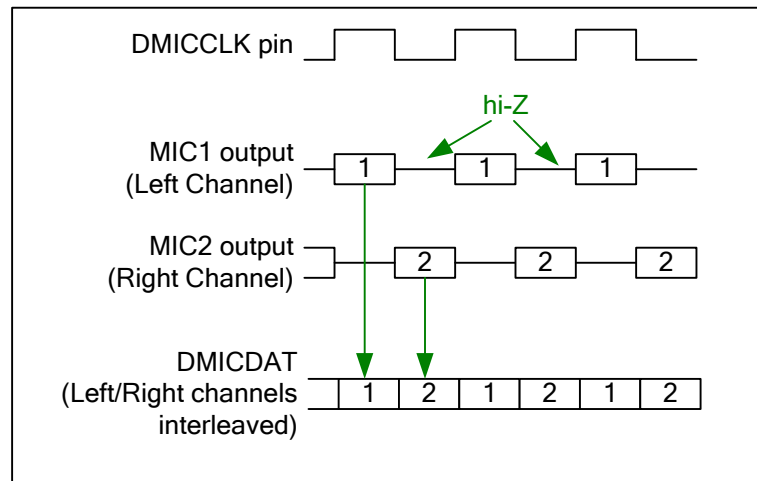 DMICCLK pin
hi-Z
MIC1 output
(Left Channel)
1 1 1
MIC2 output
(Right Channel)
2 2 2
DMICDAT
(Left/Right channels
interleaved)
1 2 1 2 1 2